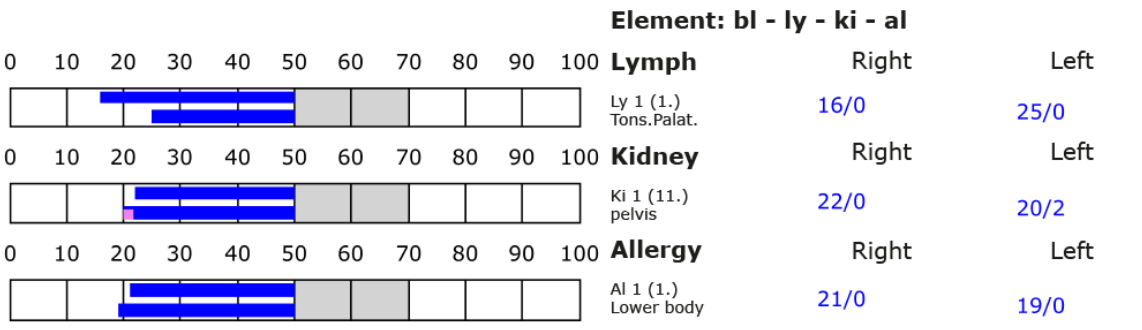 Element: bl - ly - ki - al
0 10 20 30 40 50 60 70 80 90 100 Lymph Right Left
Ly 1 (1.) 16/0 25/0
Tons.Palat.
0 10 20 30 40 50 60 70 80 90 100 Kidney Right Left
Ki 1 (11.) 22/0 20/2
pelvis
0 10 20 30 40 50 60 70 80 90 100 Allergy Right Left
Al 1 (1.) 21/0 19/0
Lower body